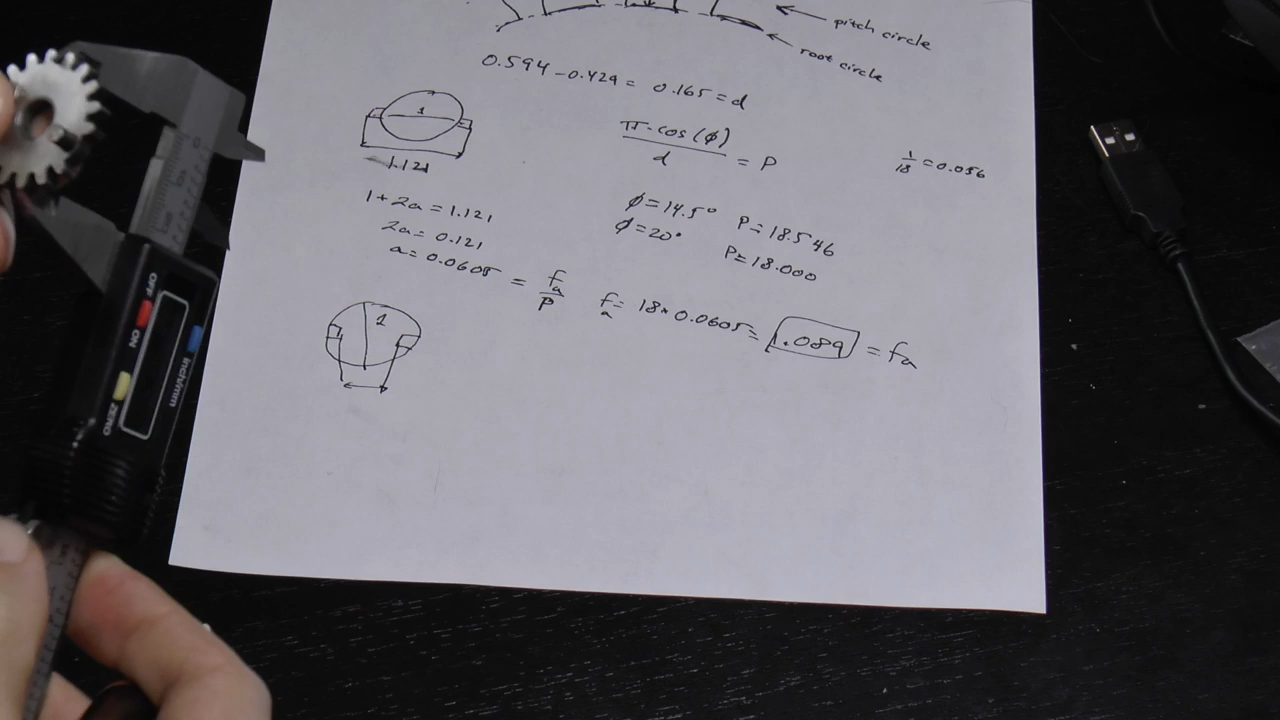 pitch circle
root circle
0.594 - 0.429 = 0.165 = d
1
1.121
π·cos(φ)
d
= P
1/18 = 0.056
1 + 2a = 1.121
2a = 0.121
a = 0.0605 = fa/P
φ = 14.5° P = 18.546
φ = 20° P = 18.000
fa = 18 * 0.0605 = 1.089 = fa
1
OFF
ON
ZERO
inch/mm